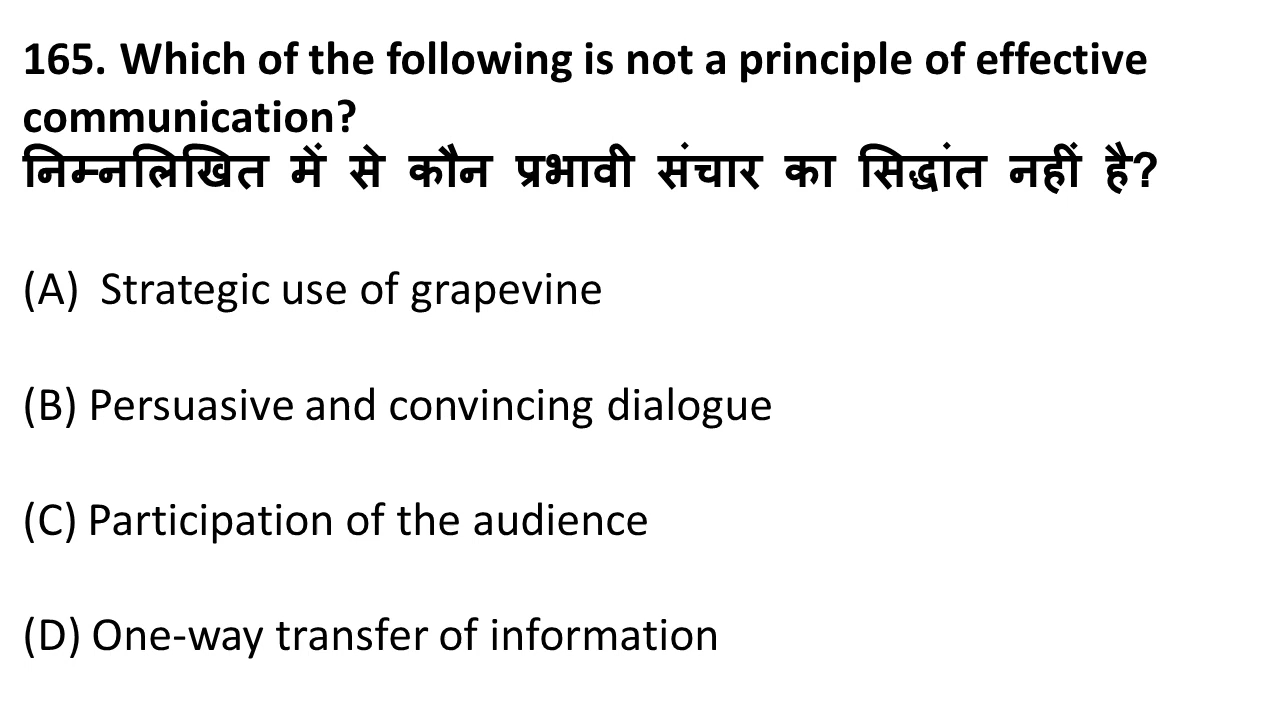 165. Which of the following is not a principle of effective
communication?
निम्नलिखित में से कौन प्रभावी संचार का सिद्धांत नहीं है?
(A) Strategic use of grapevine
(B) Persuasive and convincing dialogue
(C) Participation of the audience
(D) One-way transfer of information